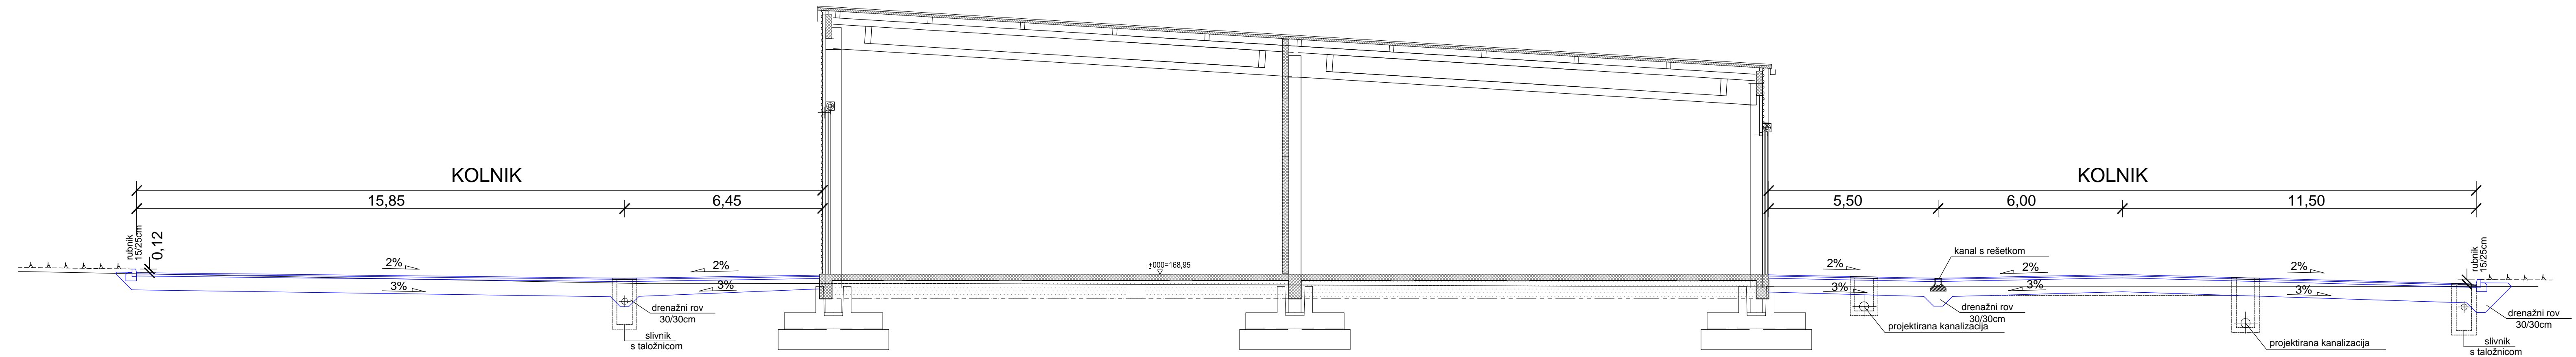 KOLNIK
15,85
6,45
rubnik
15/25cm
0,12
2%
2%
3%
3%
drenažni rov
30/30cm
slivnik
s taložnicom
±000=168,95
KOLNIK
5,50
6,00
11,50
kanal s rešetkom
2%
2%
2%
3%
3%
3%
rubnik
15/25cm
drenažni rov
30/30cm
projektirana kanalizacija
projektirana kanalizacija
drenažni rov
30/30cm
slivnik
s taložnicom